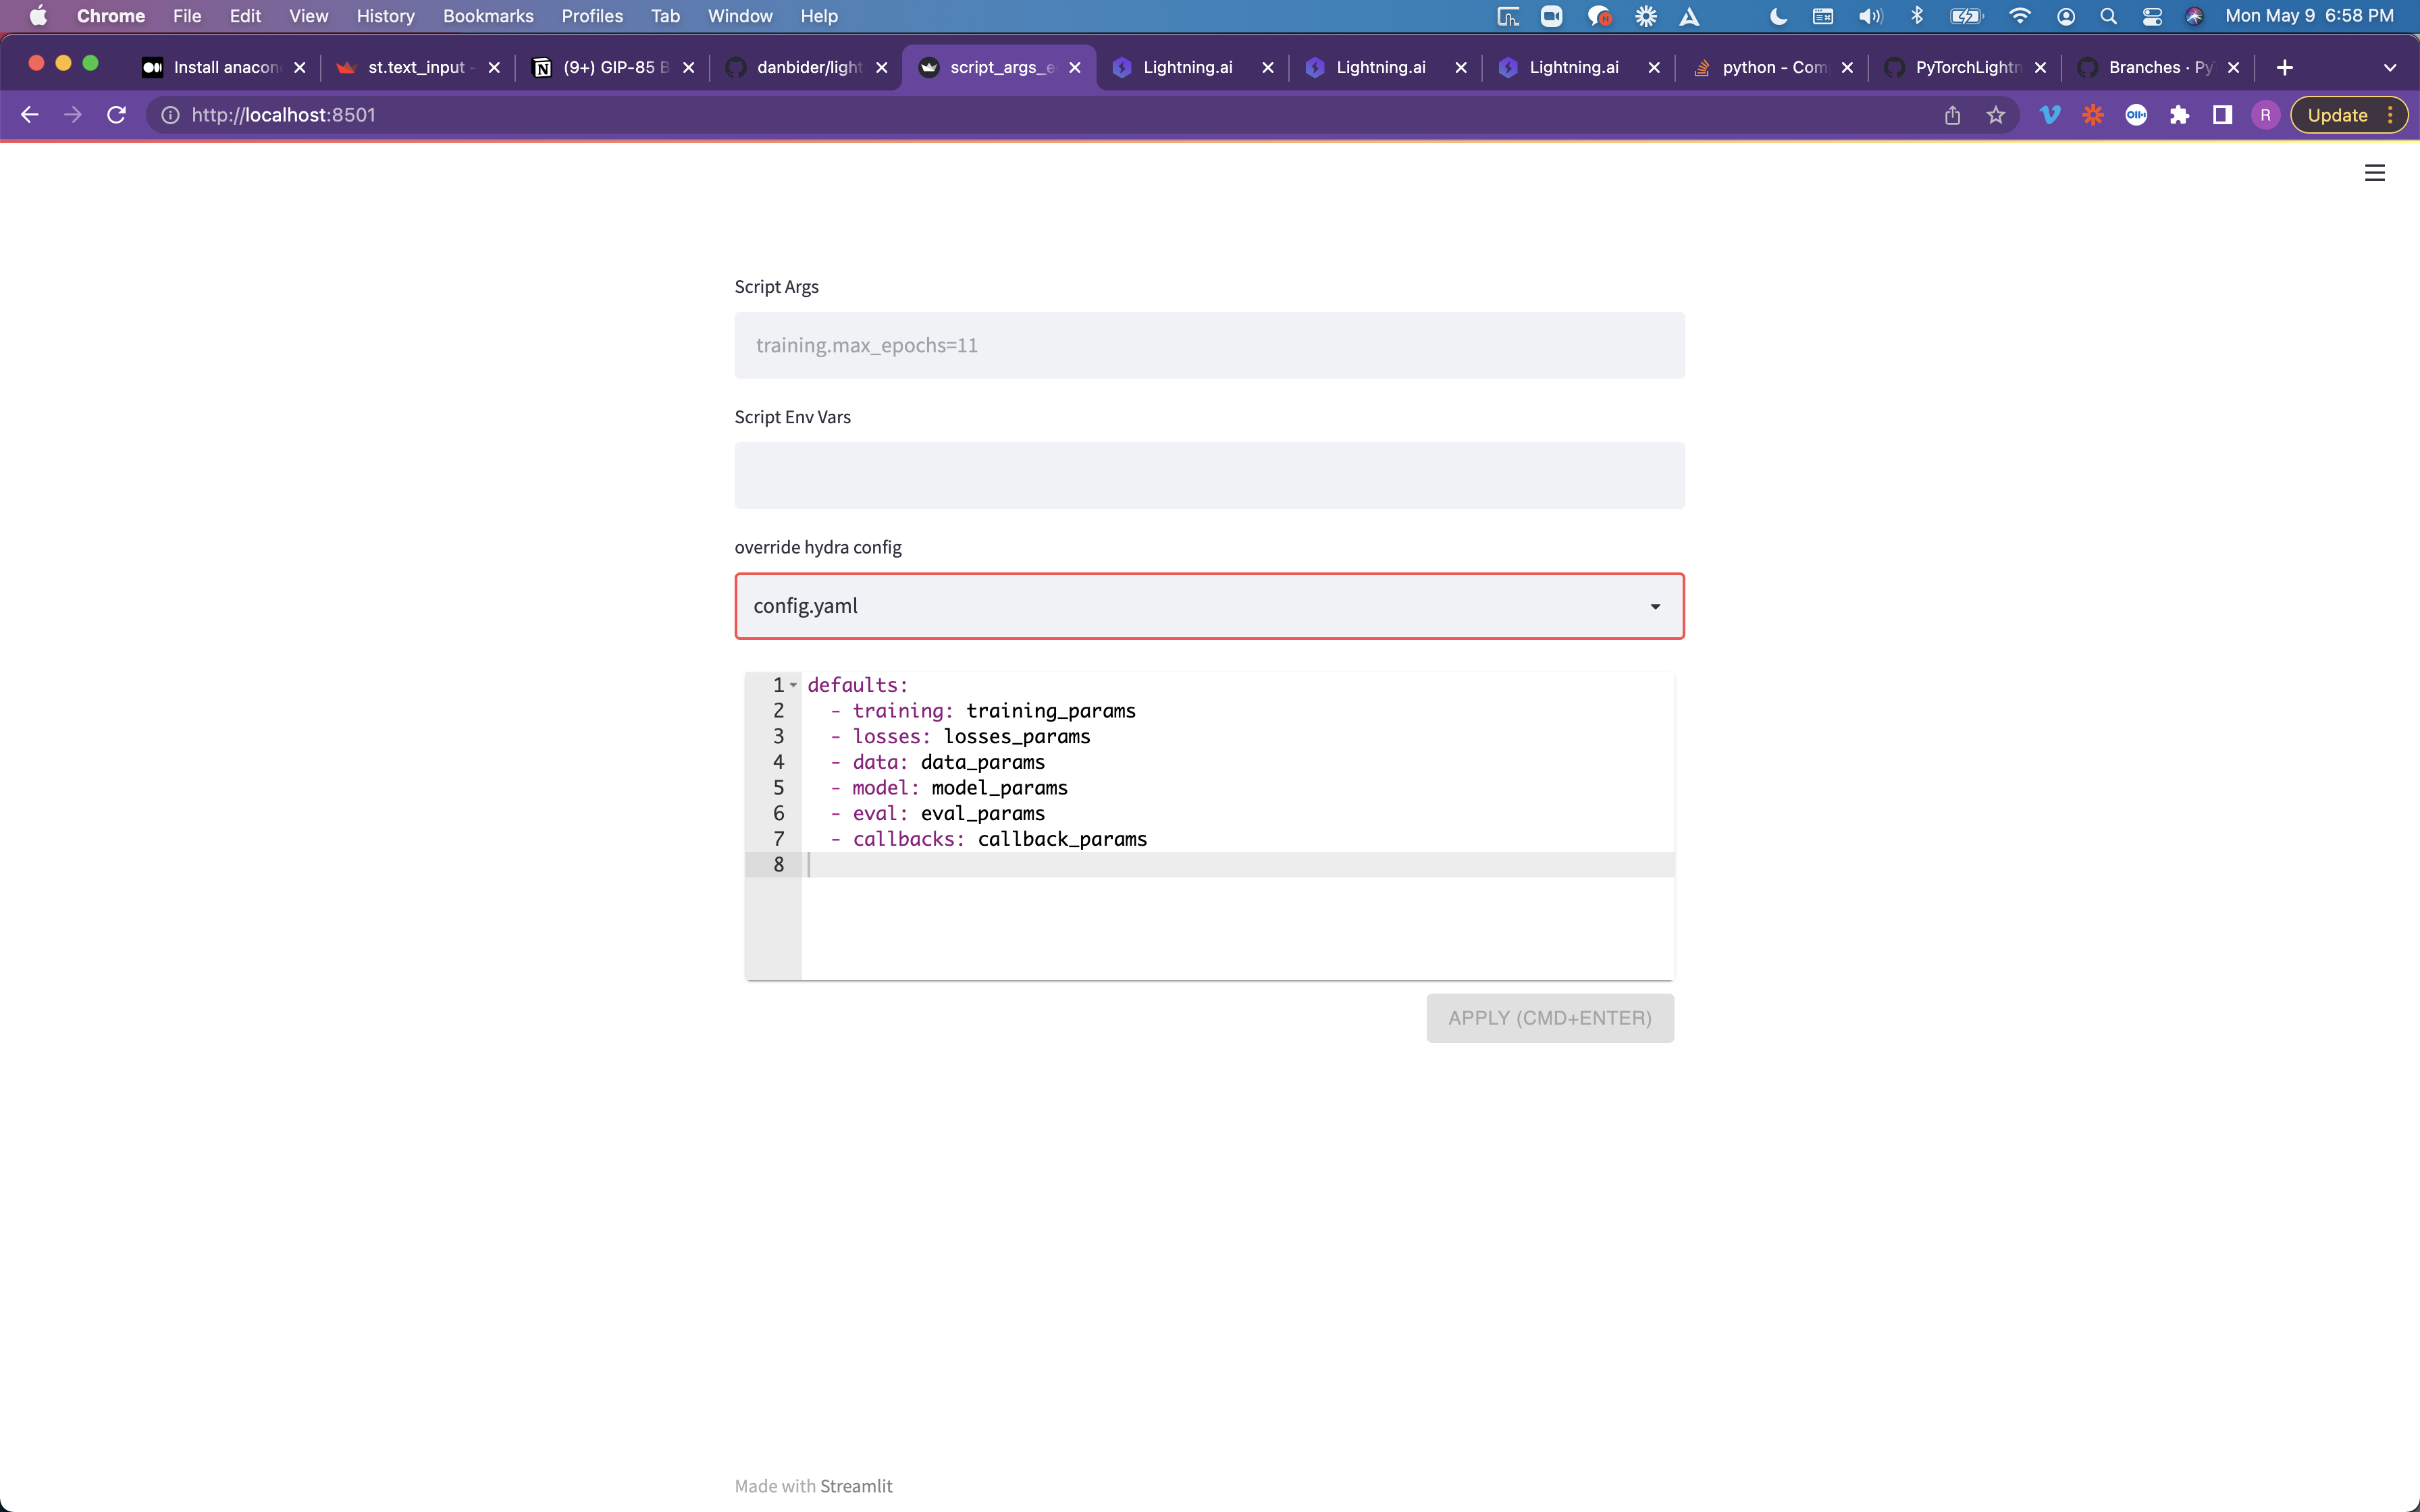 Chrome File Edit View History Bookmarks Profiles Tab Window Help Mon May 9 6:58 PM
Install anacon st.text_input - (9+) GIP-85 B danbider/light script_args_e Lightning.ai Lightning.ai Lightning.ai python - Com PyTorchLightn Branches · Py
http://localhost:8501 R Update
Script Args
training.max_epochs=11
Script Env Vars
override hydra config
config.yaml
1 defaults:
2 - training: training_params
3 - losses: losses_params
4 - data: data_params
5 - model: model_params
6 - eval: eval_params
7 - callbacks: callback_params
8
APPLY (CMD+ENTER)
Made with Streamlit